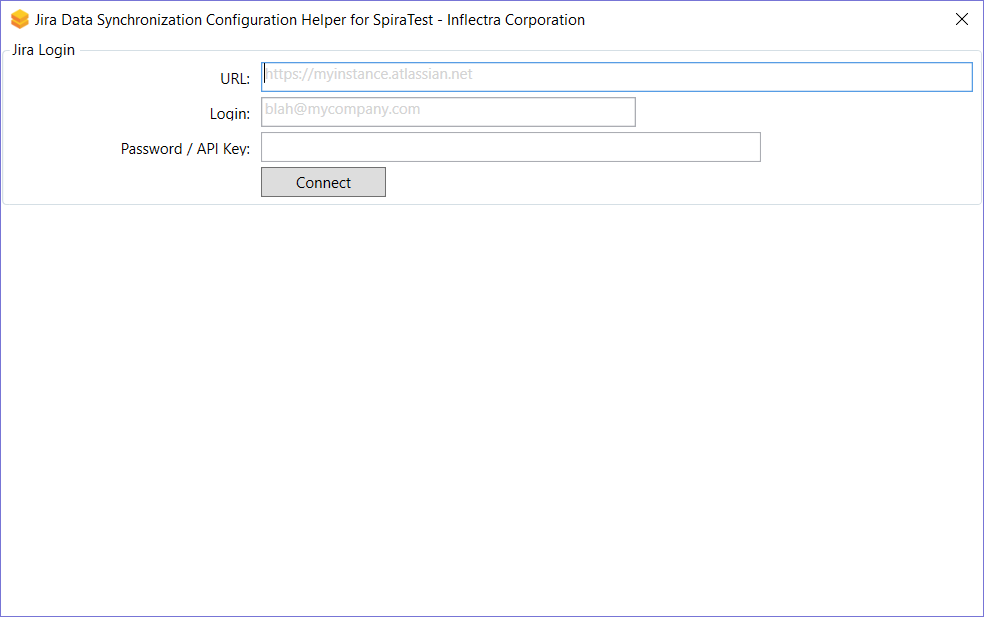 Jira Data Synchronization Configuration Helper for SpiraTest - Inflectra Corporation
Jira Login
URL: https://myinstance.atlassian.net
Login: blah@mycompany.com
Password / API Key:
Connect